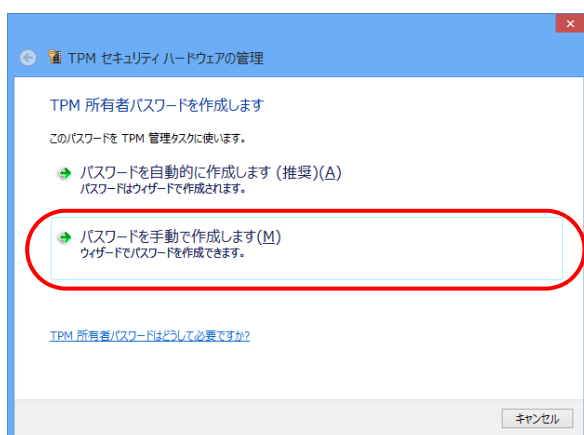 TPM セキュリティ ハードウェアの管理
TPM 所有者パスワードを作成します
このパスワードを TPM 管理タスクに使います。
パスワードを自動的に作成します (推奨)(A)
パスワードはウィザードで作成されます。
パスワードを手動で作成します(M)
ウィザードでパスワードを作成できます。
TPM 所有者パスワードはどうして必要ですか?
キャンセル